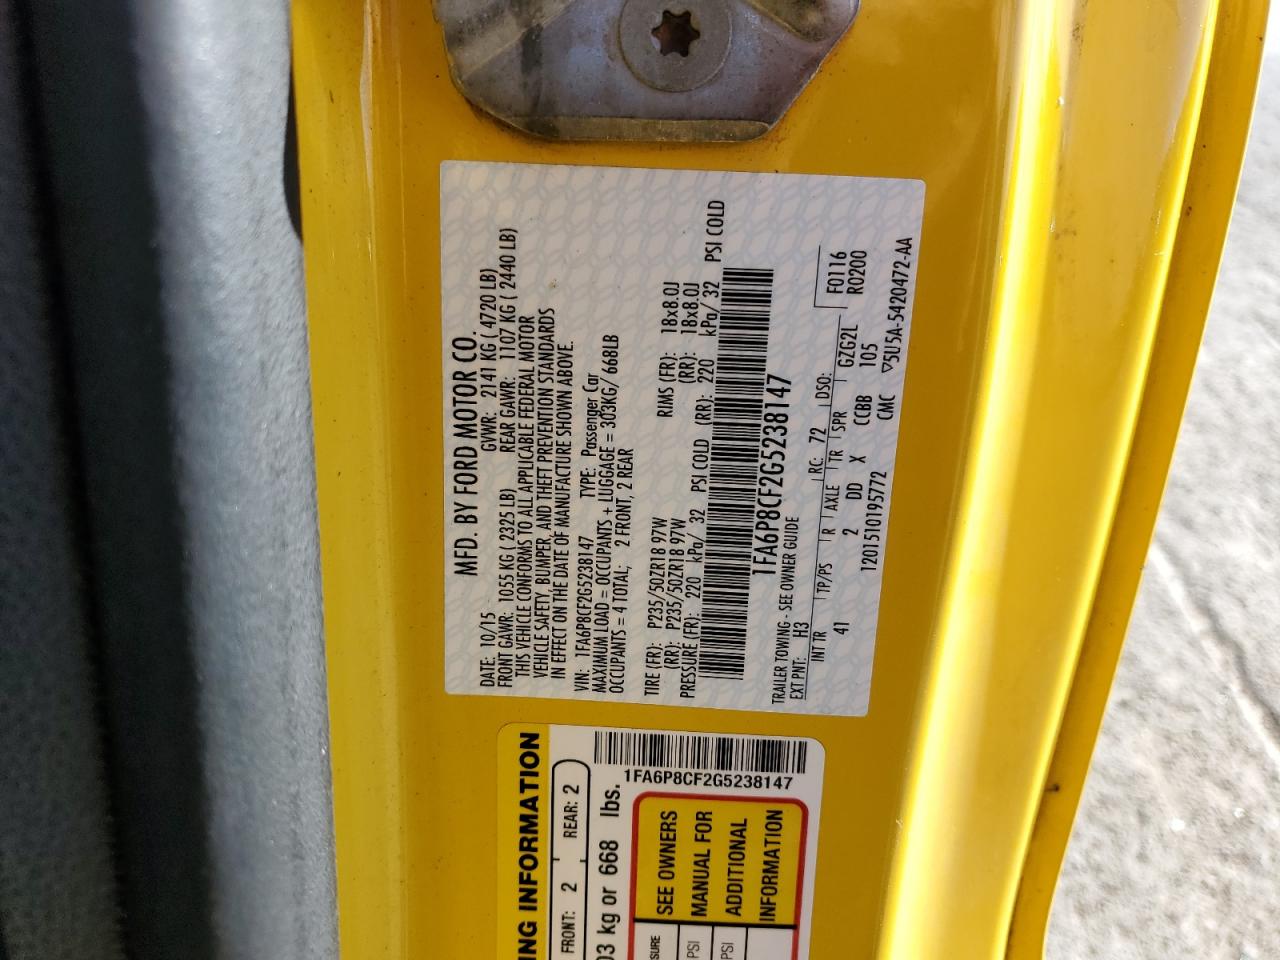 MFD. BY FORD MOTOR CO.
DATE: 10/15 GVWR: 2141 KG ( 4720 LB)
FRONT GAWR: 1055 KG ( 2325 LB) REAR GAWR: 1107 KG ( 2440 LB)
THIS VEHICLE CONFORMS TO ALL APPLICABLE FEDERAL MOTOR
VEHICLE SAFETY, BUMPER, AND THEFT PREVENTION STANDARDS
IN EFFECT ON THE DATE OF MANUFACTURE SHOWN ABOVE.
VIN: 1FA6P8CF2G5238147 TYPE: Passenger Car
MAXIMUM LOAD = OCCUPANTS + LUGGAGE = 303KG/ 668LB
OCCUPANTS = 4 TOTAL; 2 FRONT, 2 REAR
TIRE (FR): P235/50ZR18 97W RIMS (FR): 18x8.0J
(RR): P235/50ZR18 97W (RR): 18x8.0J
PRESSURE (FR): 220 kPa/ 32 PSI COLD (RR): 220 kPa/ 32 PSI COLD
1FA6P8CF2G5238147
TRAILER TOWING - SEE OWNER GUIDE
EXT PNT: H3 RC: 72 DSO: F0116
INT TR TP/PS R AXLE TR SPR R0200
41 2 DD X GZG2L
CCBB 105
1201510195772 CMC ▽5U5A-5420472-AA
ING INFORMATION
FRONT: 2 REAR: 2
03 kg or 668 lbs.
1FA6P8CF2G5238147
SEE OWNERS
MANUAL FOR
ADDITIONAL
INFORMATION
SSURE
PSI
PSI